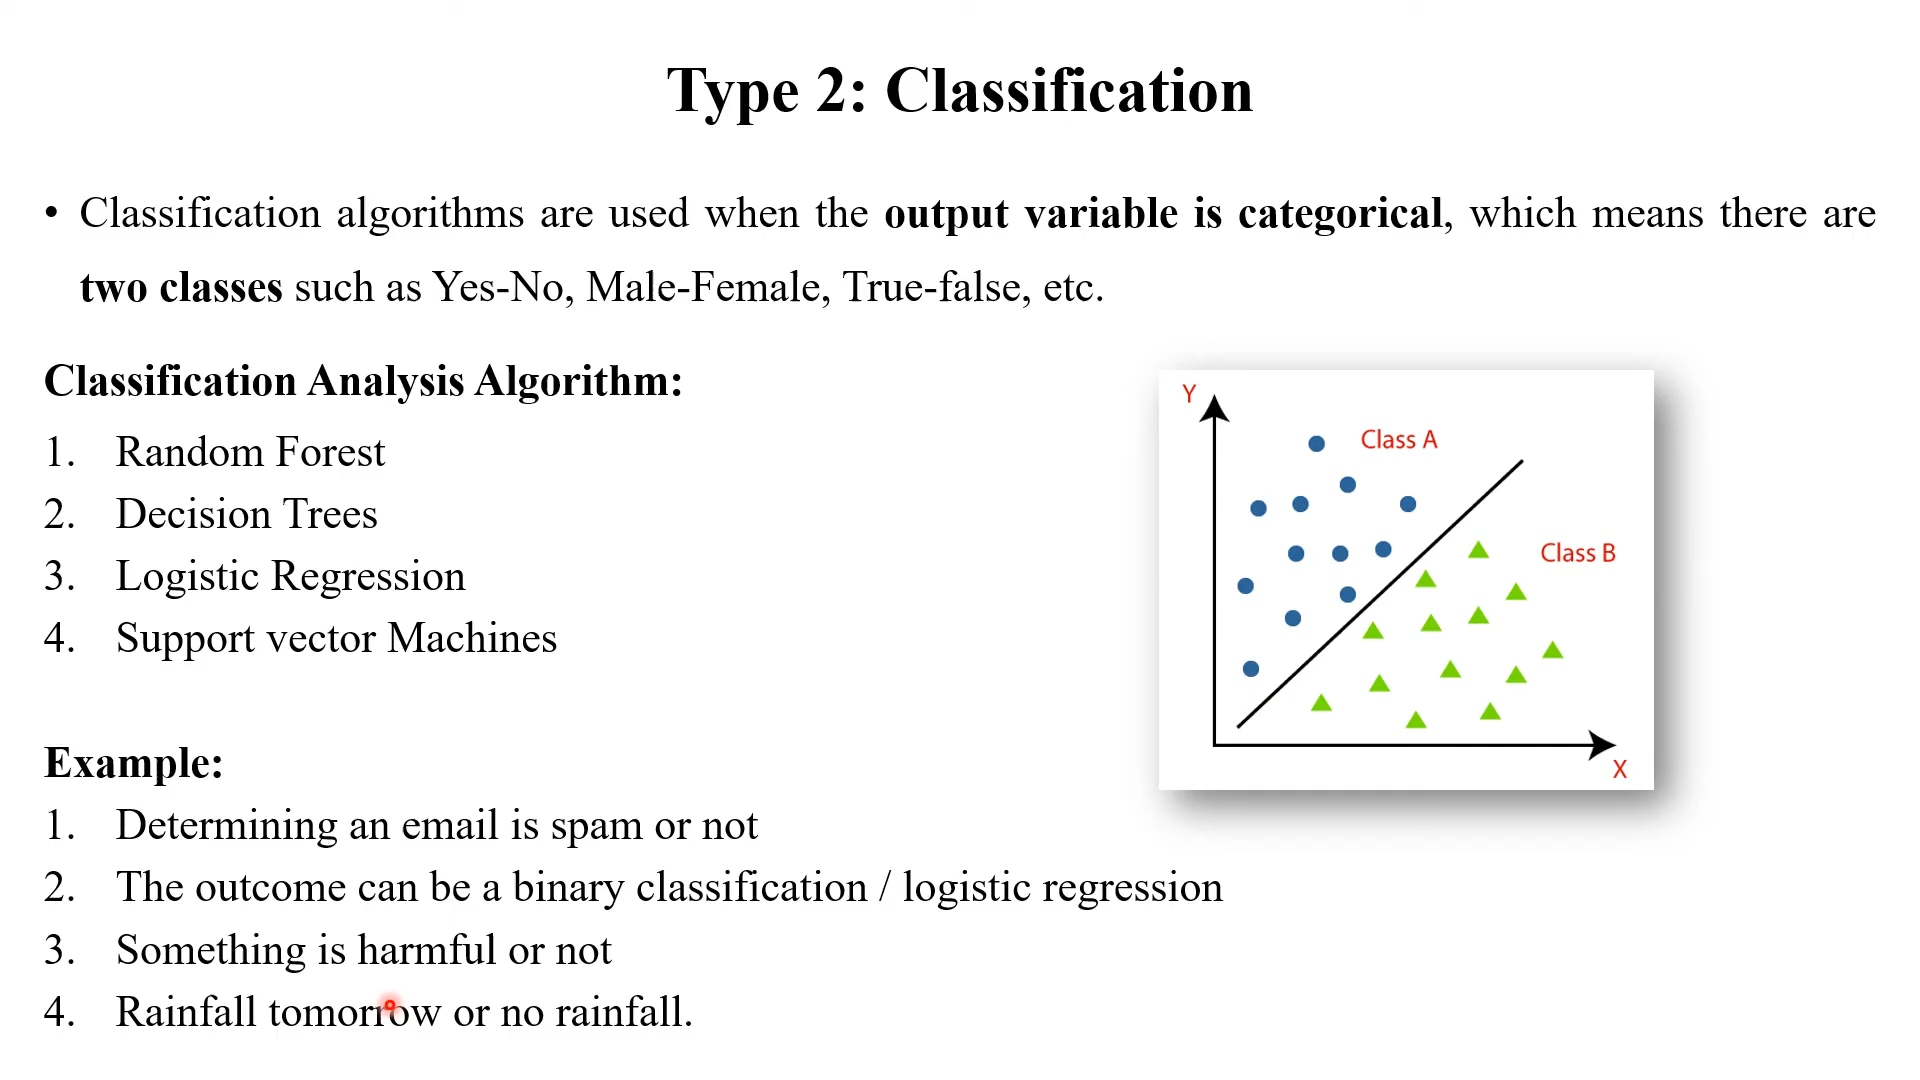 Type 2: Classification
• Classification algorithms are used when the output variable is categorical, which means there are
two classes such as Yes-No, Male-Female, True-false, etc.
Classification Analysis Algorithm:
1. Random Forest
2. Decision Trees
3. Logistic Regression
4. Support vector Machines
Y
Class A
Class B
X
Example:
1. Determining an email is spam or not
2. The outcome can be a binary classification / logistic regression
3. Something is harmful or not
4. Rainfall tomorrow or no rainfall.